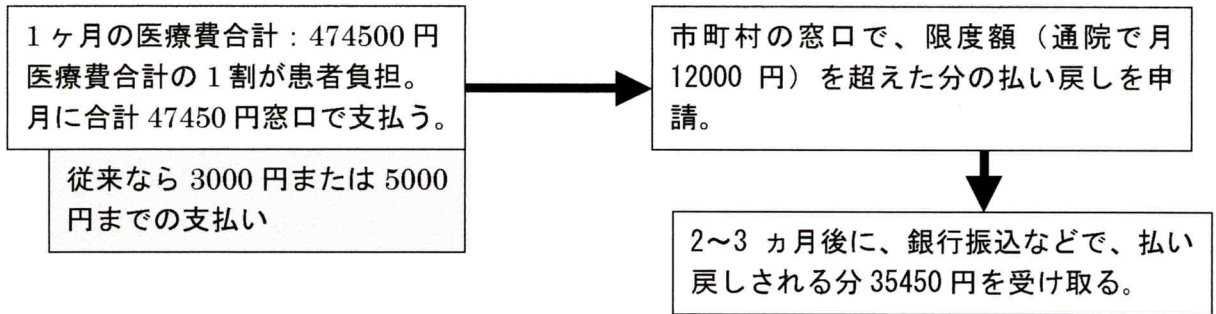 1ヶ月の医療費合計：474500円
医療費合計の1割が患者負担。
月に合計47450円窓口で支払う。
従来なら3000円または5000
円までの支払い
市町村の窓口で、限度額（通院で月
12000円）を超えた分の払い戻しを申
請。
2〜3ヵ月後に、銀行振込などで、払い
戻しされる分35450円を受け取る。